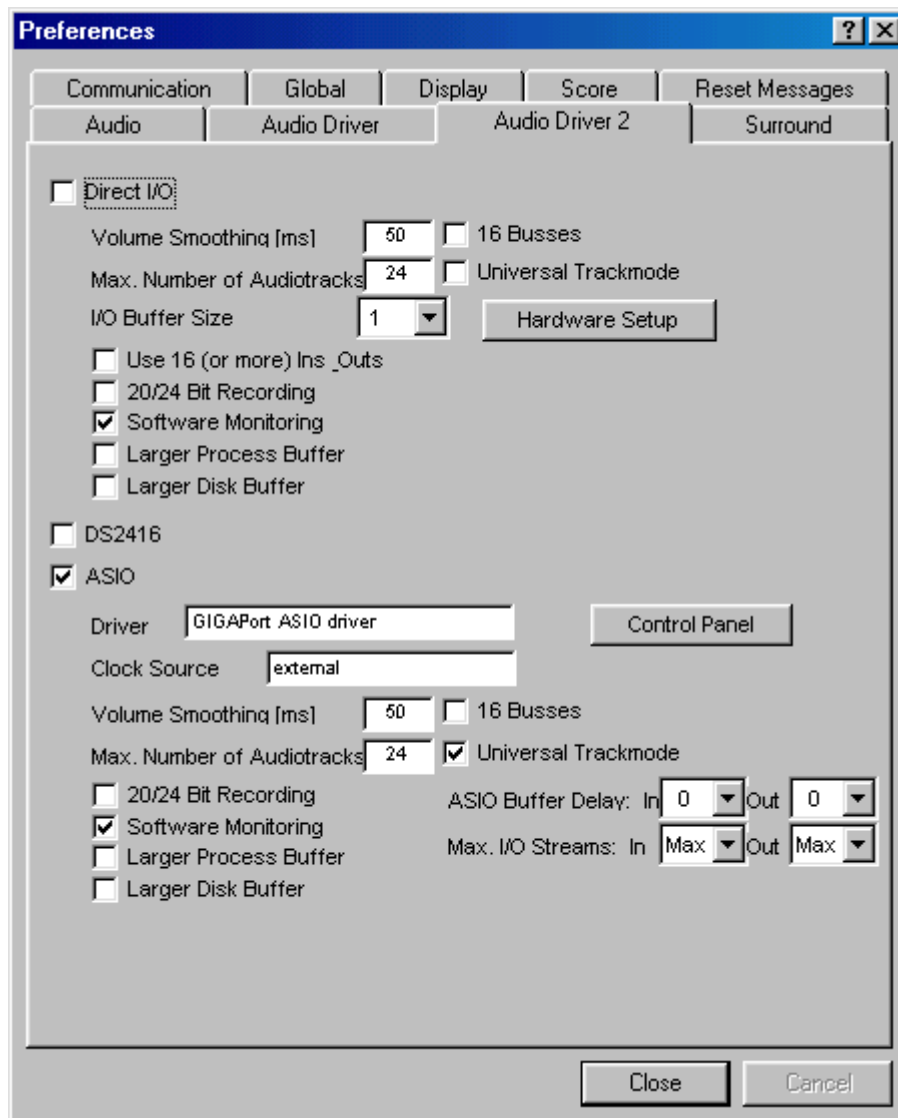 Preferences
Communication Global Display Score Reset Messages
Audio Audio Driver Audio Driver 2 Surround
Direct I/O
Volume Smoothing [ms] 50 16 Busses
Max. Number of Audiotracks 24 Universal Trackmode
I/O Buffer Size 1 Hardware Setup
Use 16 (or more) Ins _Outs
20/24 Bit Recording
Software Monitoring
Larger Process Buffer
Larger Disk Buffer
DS2416
ASIO
Driver GIGAPort ASIO driver Control Panel
Clock Source external
Volume Smoothing [ms] 50 16 Busses
Max. Number of Audiotracks 24 Universal Trackmode
20/24 Bit Recording ASIO Buffer Delay: In 0 Out 0
Software Monitoring
Larger Process Buffer Max. I/O Streams: In Max Out Max
Larger Disk Buffer
Close Cancel